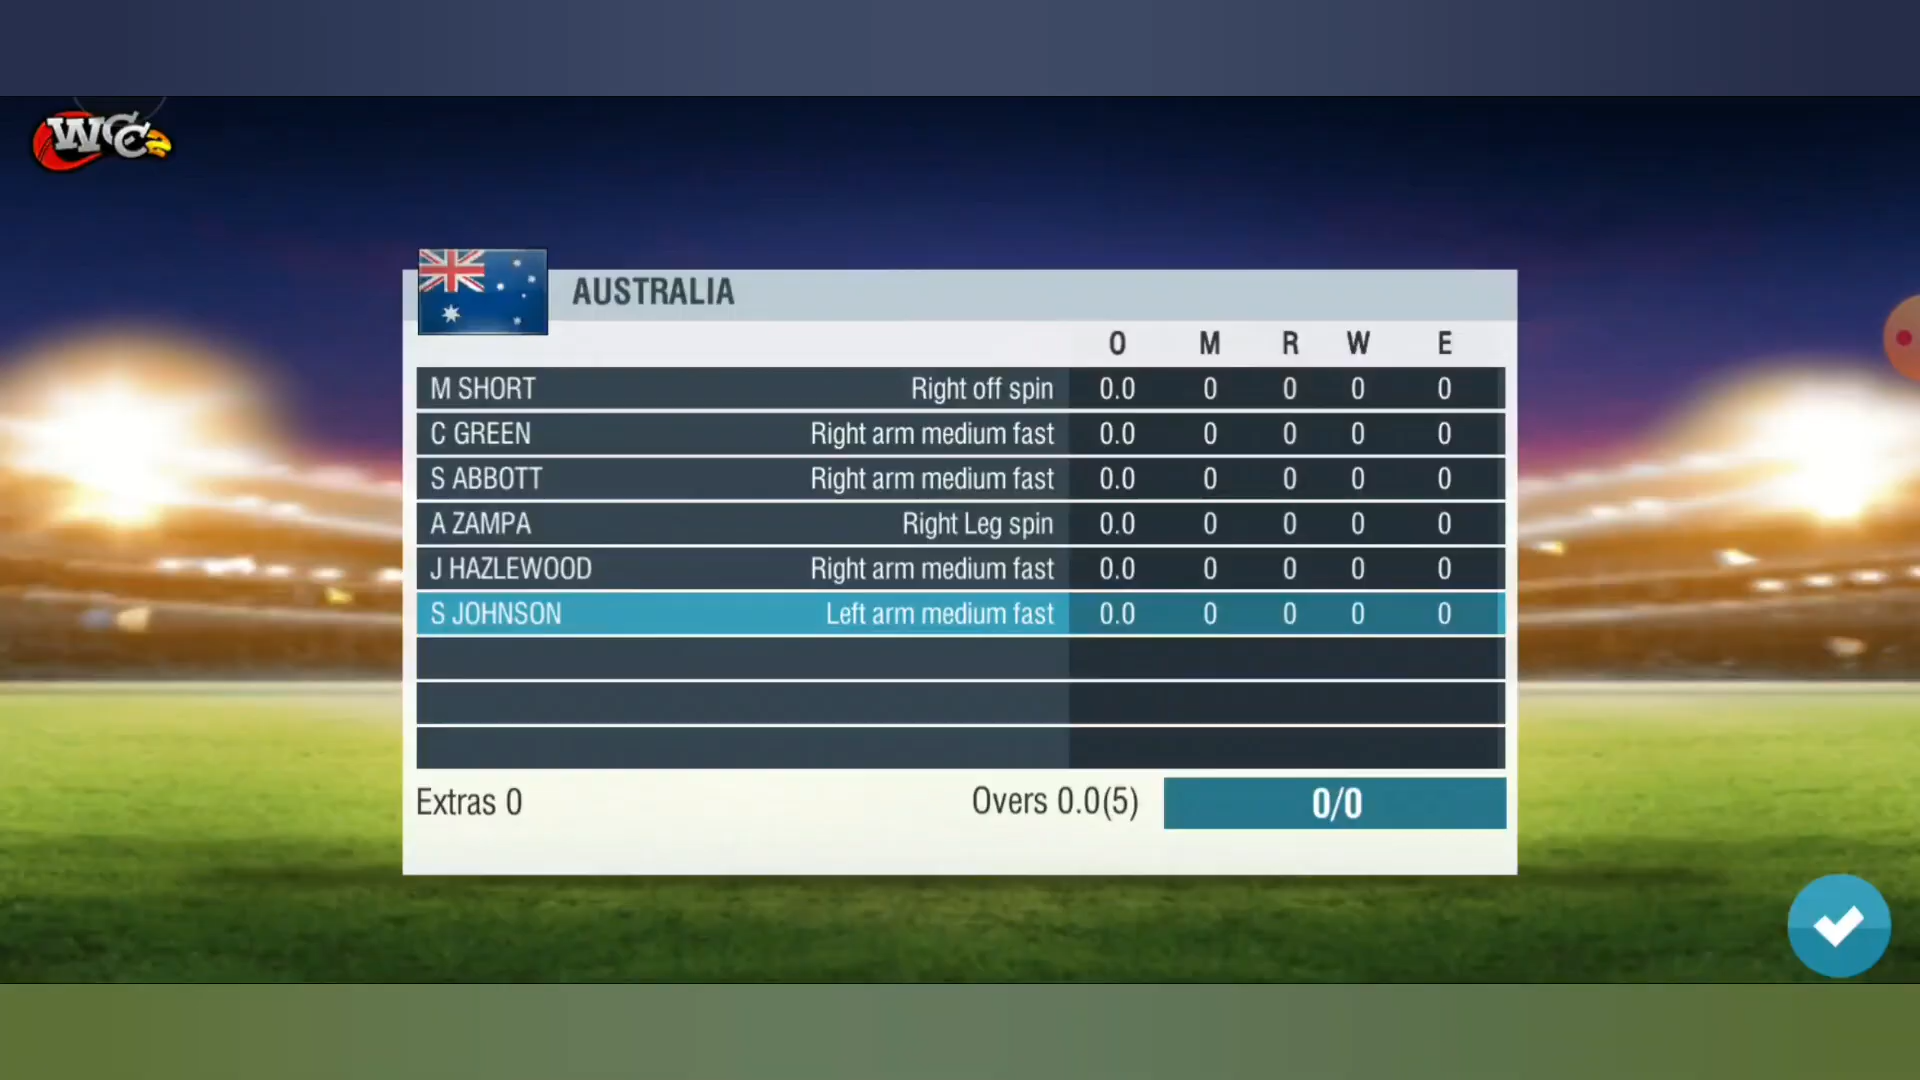 WCC
AUSTRALIA
O M R W E
M SHORT Right off spin 0.0 0 0 0 0
C GREEN Right arm medium fast 0.0 0 0 0 0
S ABBOTT Right arm medium fast 0.0 0 0 0 0
A ZAMPA Right Leg spin 0.0 0 0 0 0
J HAZLEWOOD Right arm medium fast 0.0 0 0 0 0
S JOHNSON Left arm medium fast 0.0 0 0 0 0
Extras 0 Overs 0.0(5) 0/0